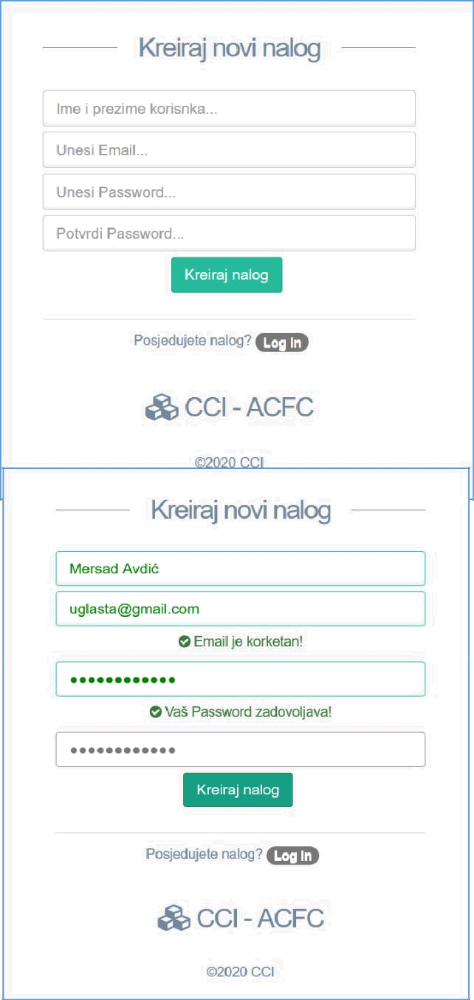 Kreiraj novi nalog
Ime i prezime korisnka...
Unesi Email...
Unesi Password...
Potvrdi Password...
Kreiraj nalog
Posjedujete nalog? Log in
CCI - ACFC
©2020 CCI
Kreiraj novi nalog
Mersad Avdić
uglasta@gmail.com
Email je korketan!
••••••••••••
Vaš Password zadovoljava!
••••••••••••
Kreiraj nalog
Posjedujete nalog? Log in
CCI - ACFC
©2020 CCI